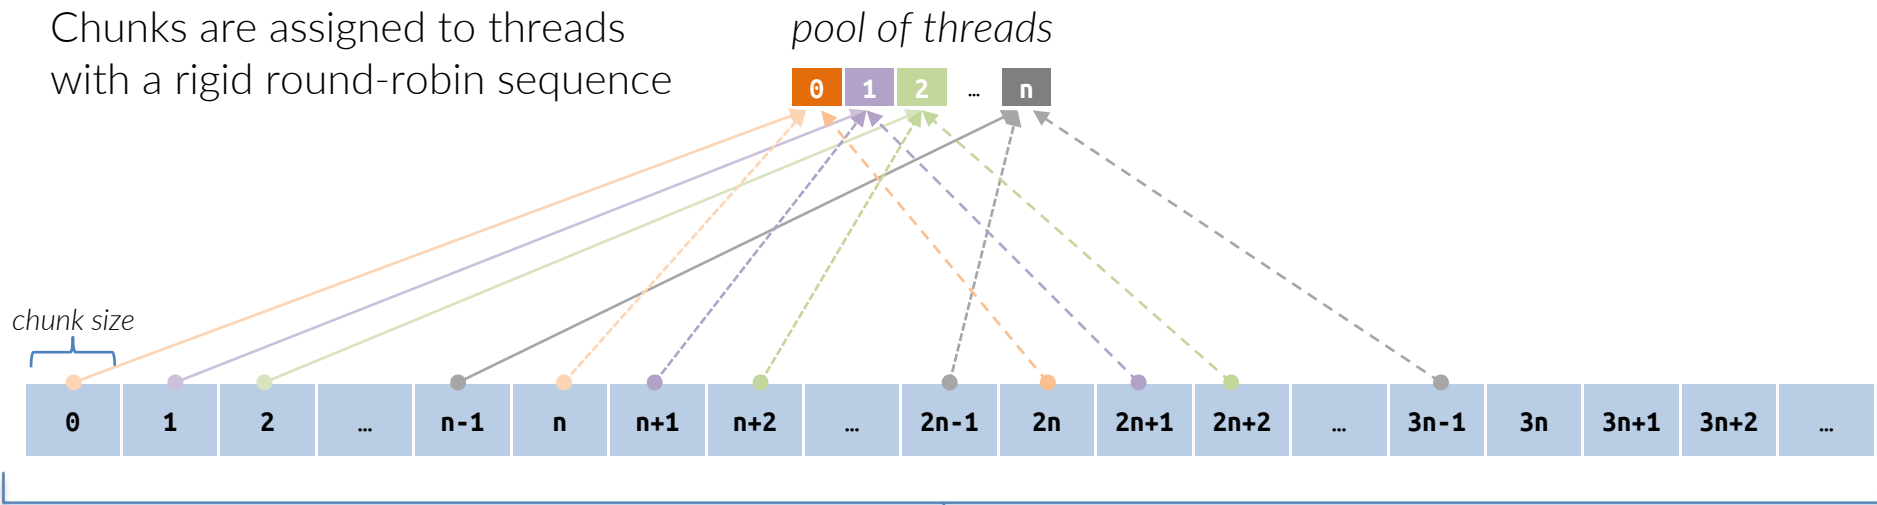 Chunks are assigned to threads
with a rigid round-robin sequence
pool of threads
0 1 2 … n
chunk size
0 1 2 … n-1 n n+1 n+2 … 2n-1 2n 2n+1 2n+2 … 3n-1 3n 3n+1 3n+2 …